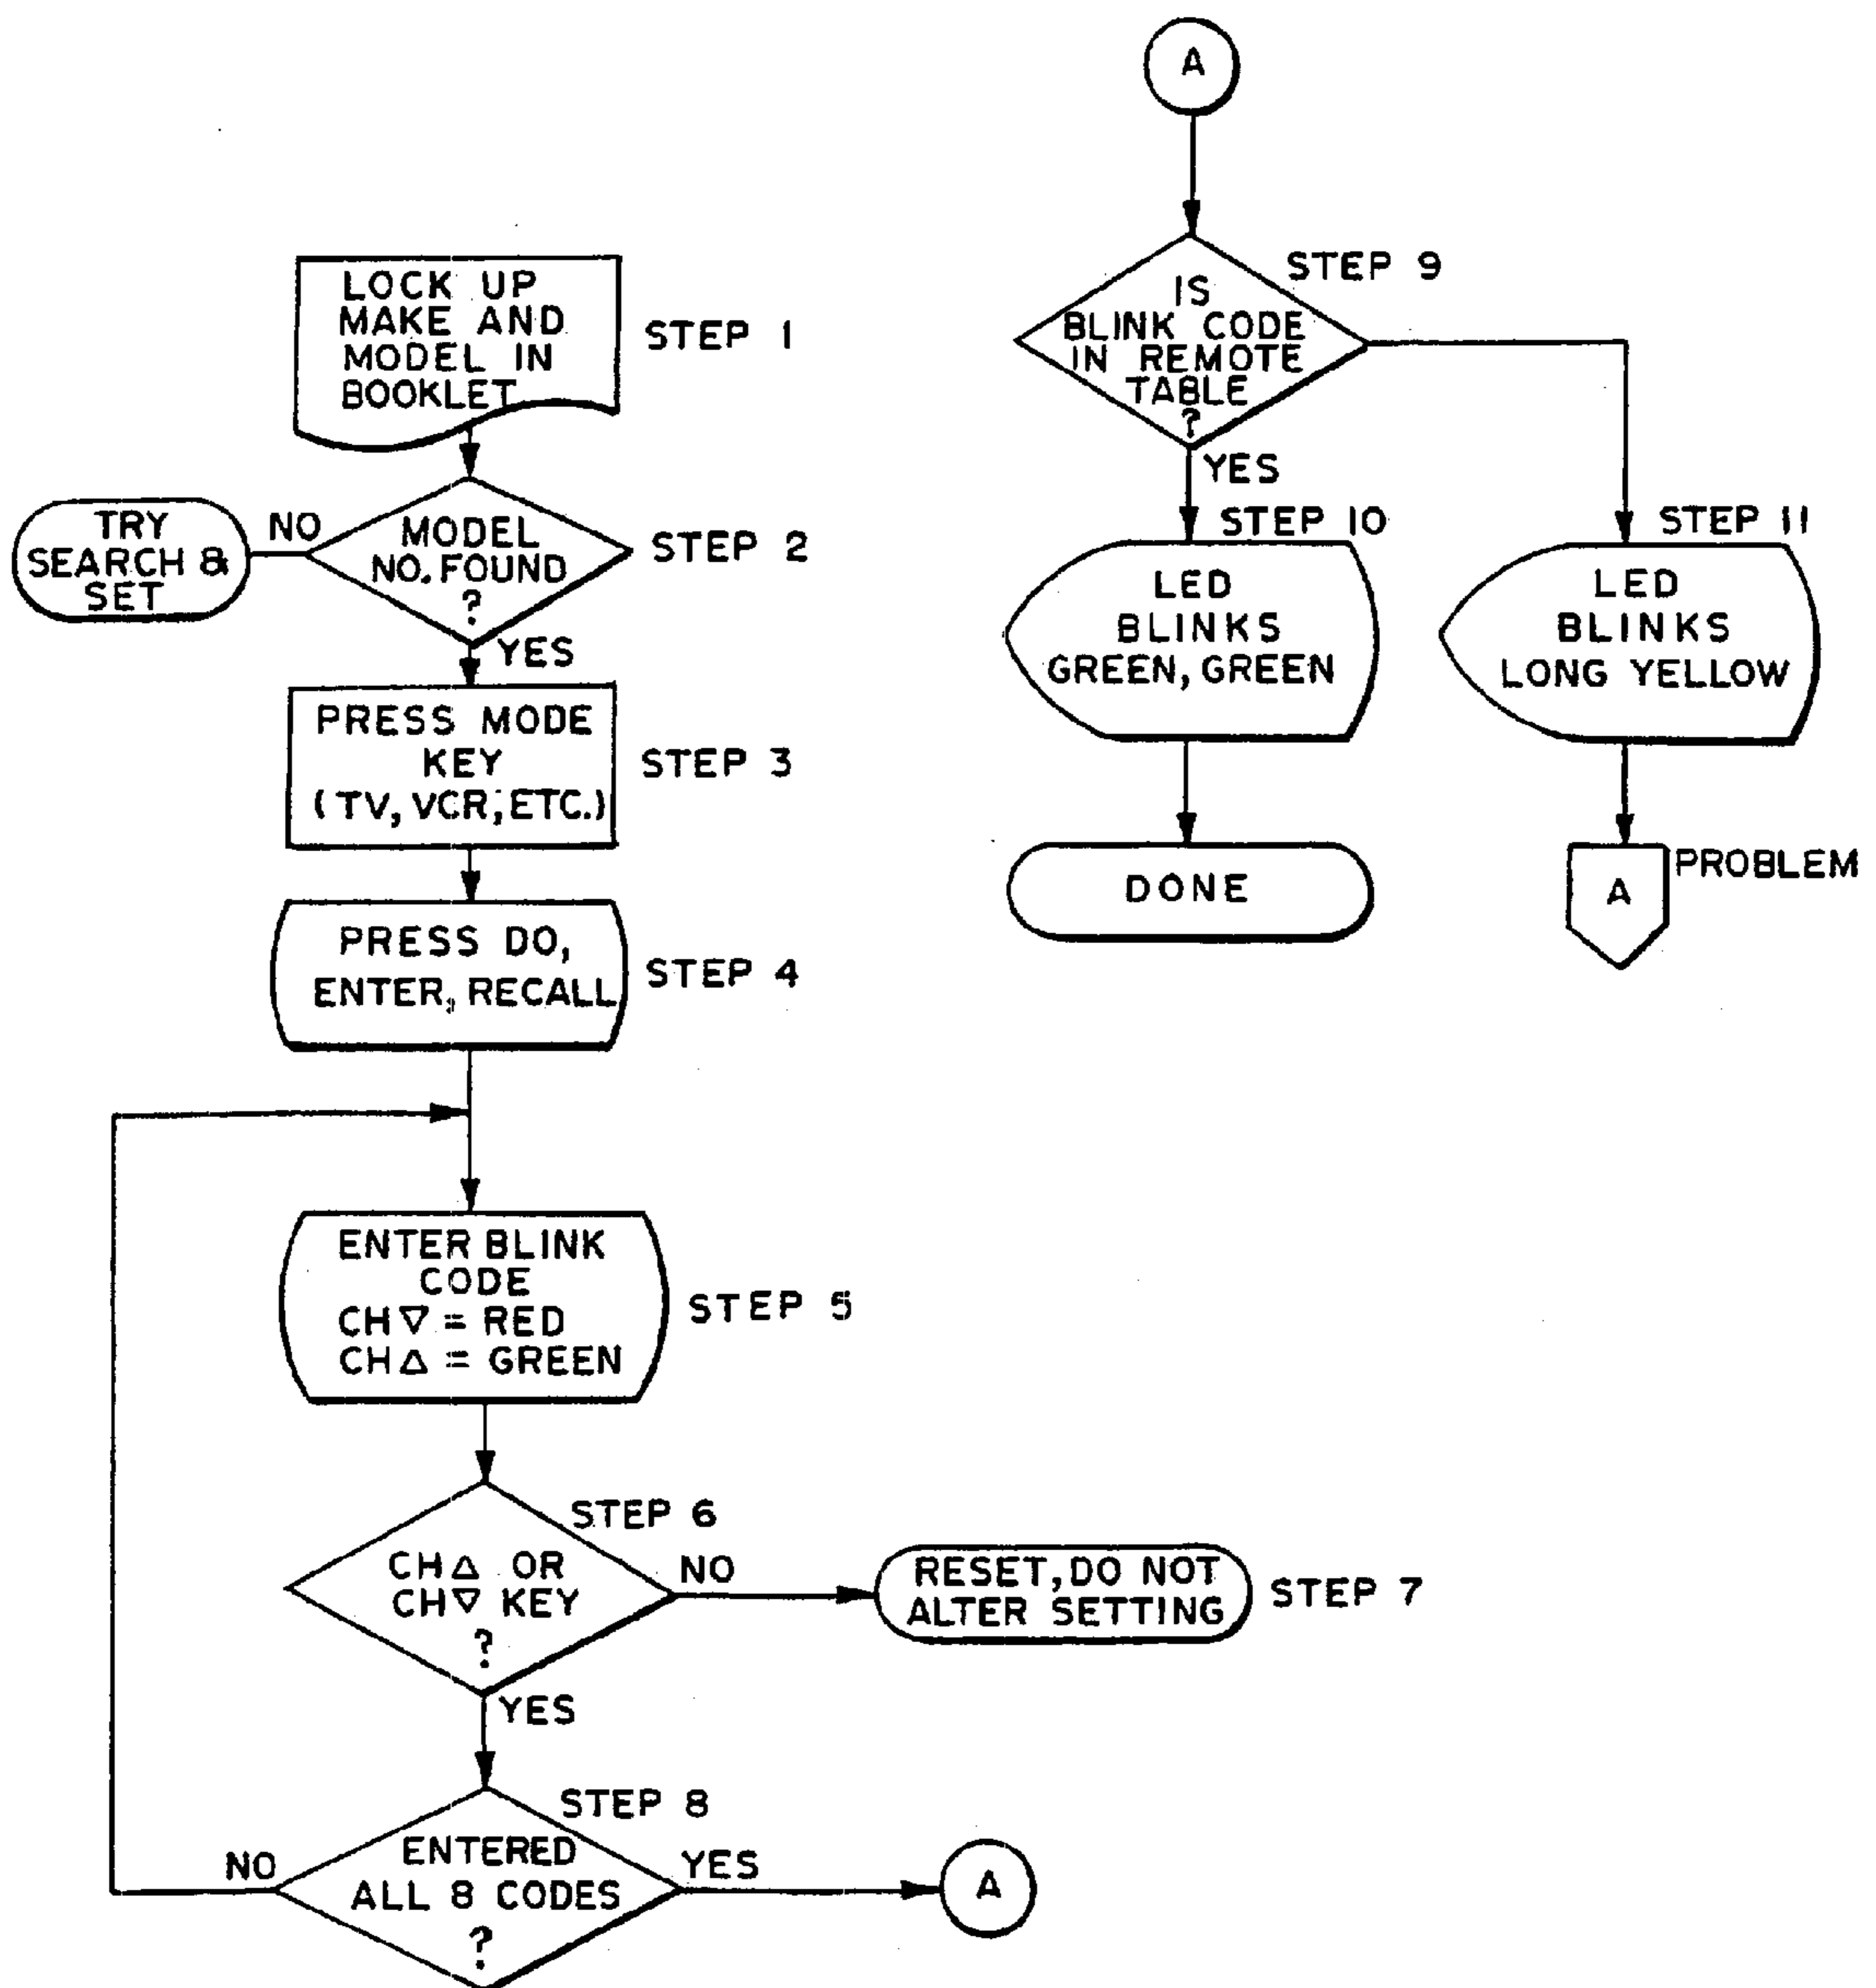 LOCK UP
MAKE AND
MODEL IN
BOOKLET
STEP 1
TRY
SEARCH &
SET
NO
MODEL
NO. FOUND
?
STEP 2
YES
PRESS MODE
KEY
(TV, VCR, ETC.)
STEP 3
PRESS DO,
ENTER, RECALL
STEP 4
ENTER BLINK
CODE
CH▽ = RED
CH△ = GREEN
STEP 5
STEP 6
CH△ OR
CH▽ KEY
?
NO
RESET, DO NOT
ALTER SETTING
STEP 7
YES
STEP 8
ENTERED
ALL 8 CODES
?
NO
YES
A
A
STEP 9
IS
BLINK CODE
IN REMOTE
TABLE
?
YES
STEP 10
LED
BLINKS
GREEN, GREEN
DONE
STEP 11
LED
BLINKS
LONG YELLOW
A
PROBLEM